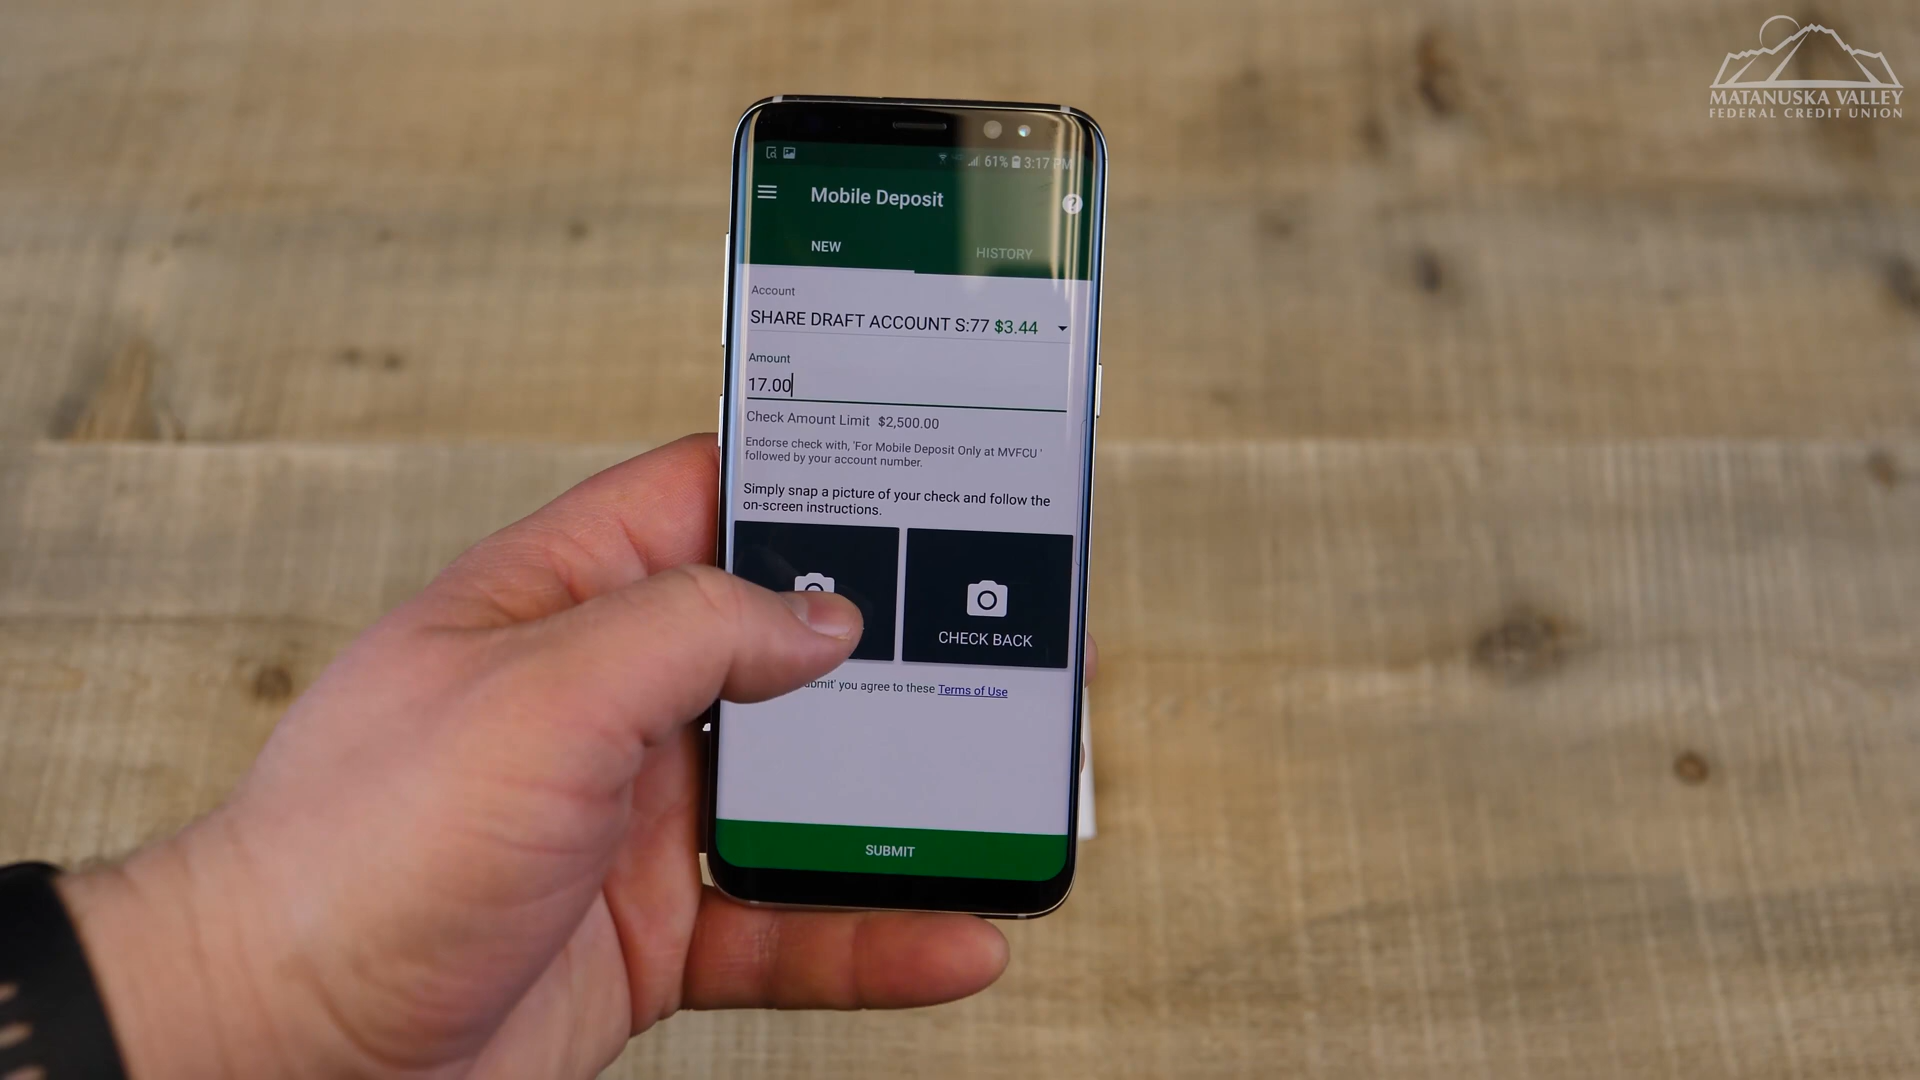 MATANUSKA VALLEY
FEDERAL CREDIT UNION
61% 3:17 PM
Mobile Deposit
?
NEW
HISTORY
Account
SHARE DRAFT ACCOUNT S:77 $3.44
Amount
17.00
Check Amount Limit $2,500.00
Endorse check with, 'For Mobile Deposit Only at MVFCU '
followed by your account number.
Simply snap a picture of your check and follow the
on-screen instructions.
CHECK BACK
you agree to these Terms of Use
SUBMIT